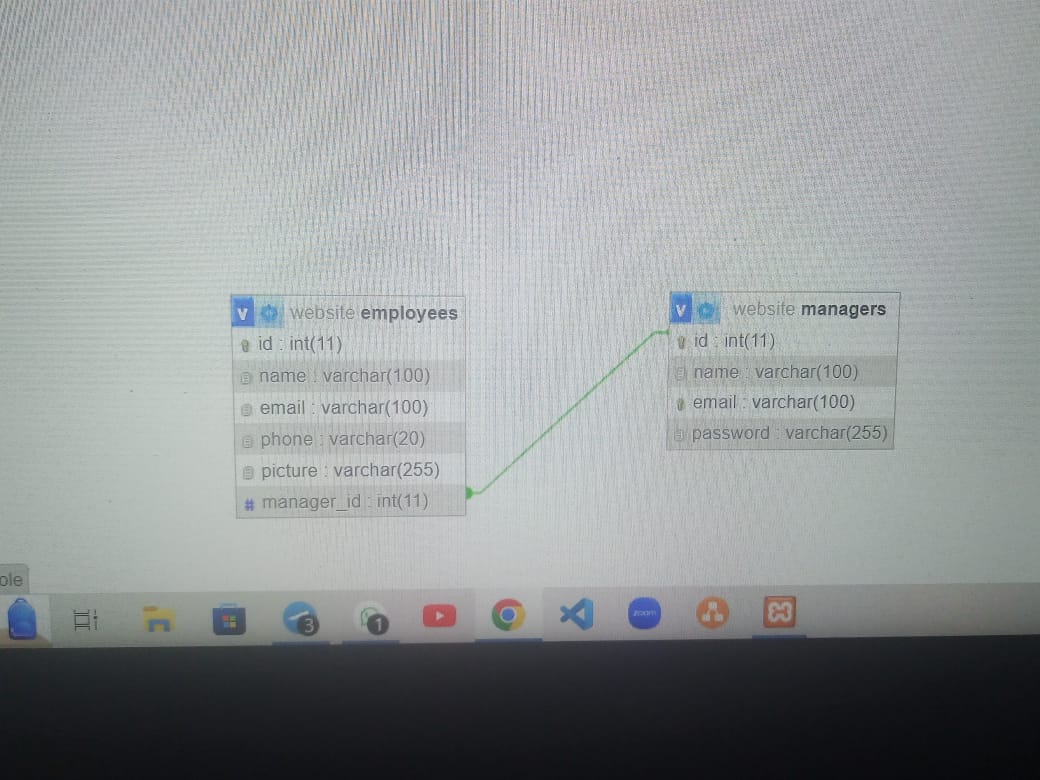 v website employees
id : int(11)
name : varchar(100)
email : varchar(100)
phone : varchar(20)
picture : varchar(255)
# manager_id : int(11)
v website managers
id : int(11)
name : varchar(100)
email : varchar(100)
password : varchar(255)
ole
3
1
zoom